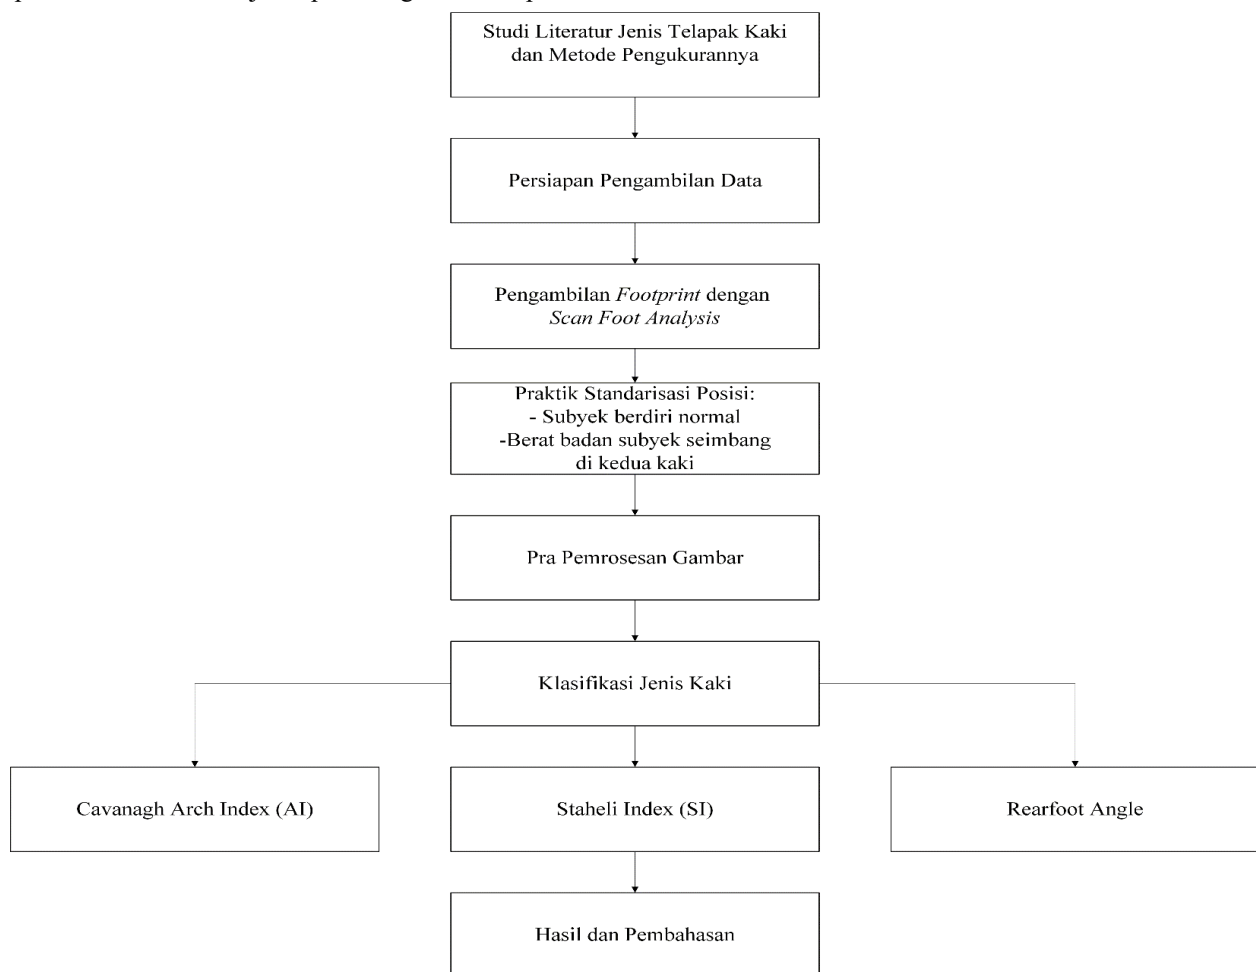 Studi Literatur Jenis Telapak Kaki
dan Metode Pengukurannya
Persiapan Pengambilan Data
Pengambilan Footprint dengan
Scan Foot Analysis
Praktik Standarisasi Posisi:
- Subyek berdiri normal
-Berat badan subyek seimbang
di kedua kaki
Pra Pemrosesan Gambar
Klasifikasi Jenis Kaki
Cavanagh Arch Index (AI)
Staheli Index (SI)
Rearfoot Angle
Hasil dan Pembahasan